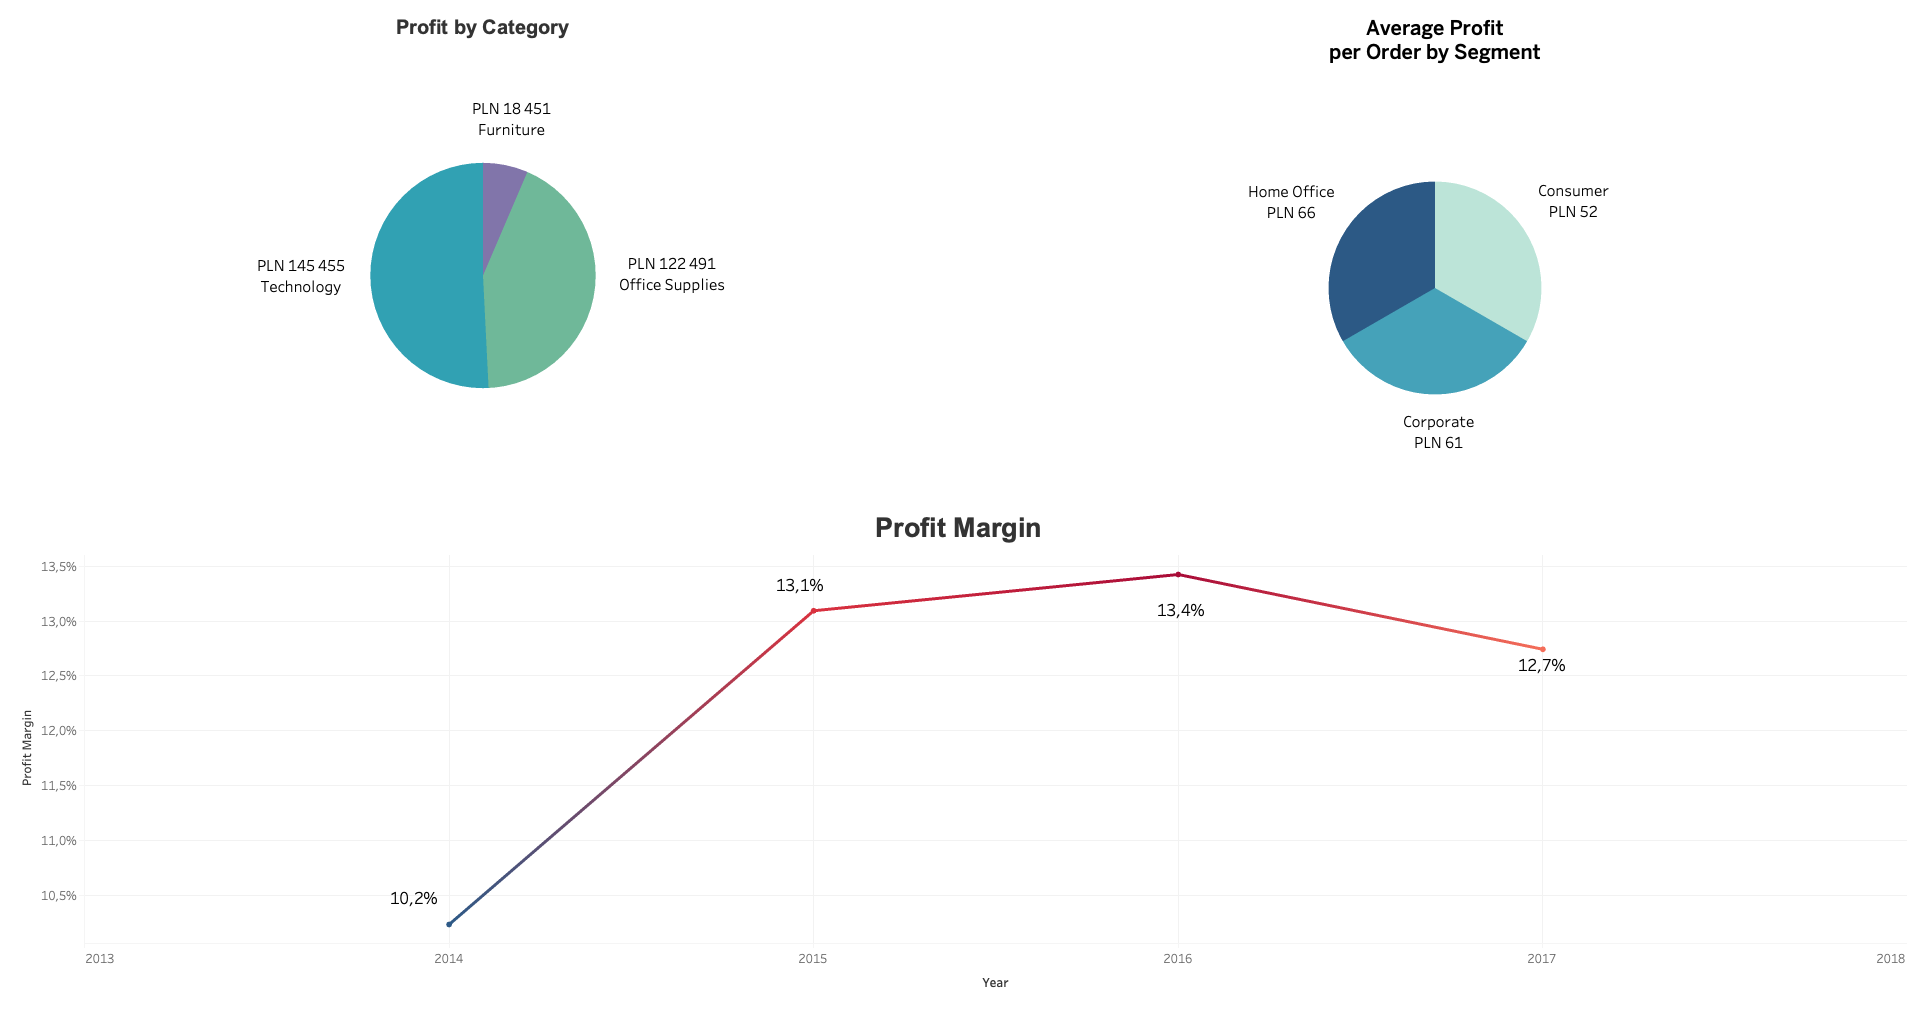 Profit by Category
PLN 18 451
Furniture
PLN 145 455
Technology
PLN 122 491
Office Supplies
Average Profit
per Order by Segment
Home Office
PLN 66
Consumer
PLN 52
Corporate
PLN 61
Profit Margin
13,5%
13,0%
12,5%
12,0%
11,5%
11,0%
10,5%
Profit Margin
10,2%
13,1%
13,4%
12,7%
2013
2014
2015
2016
2017
2018
Year